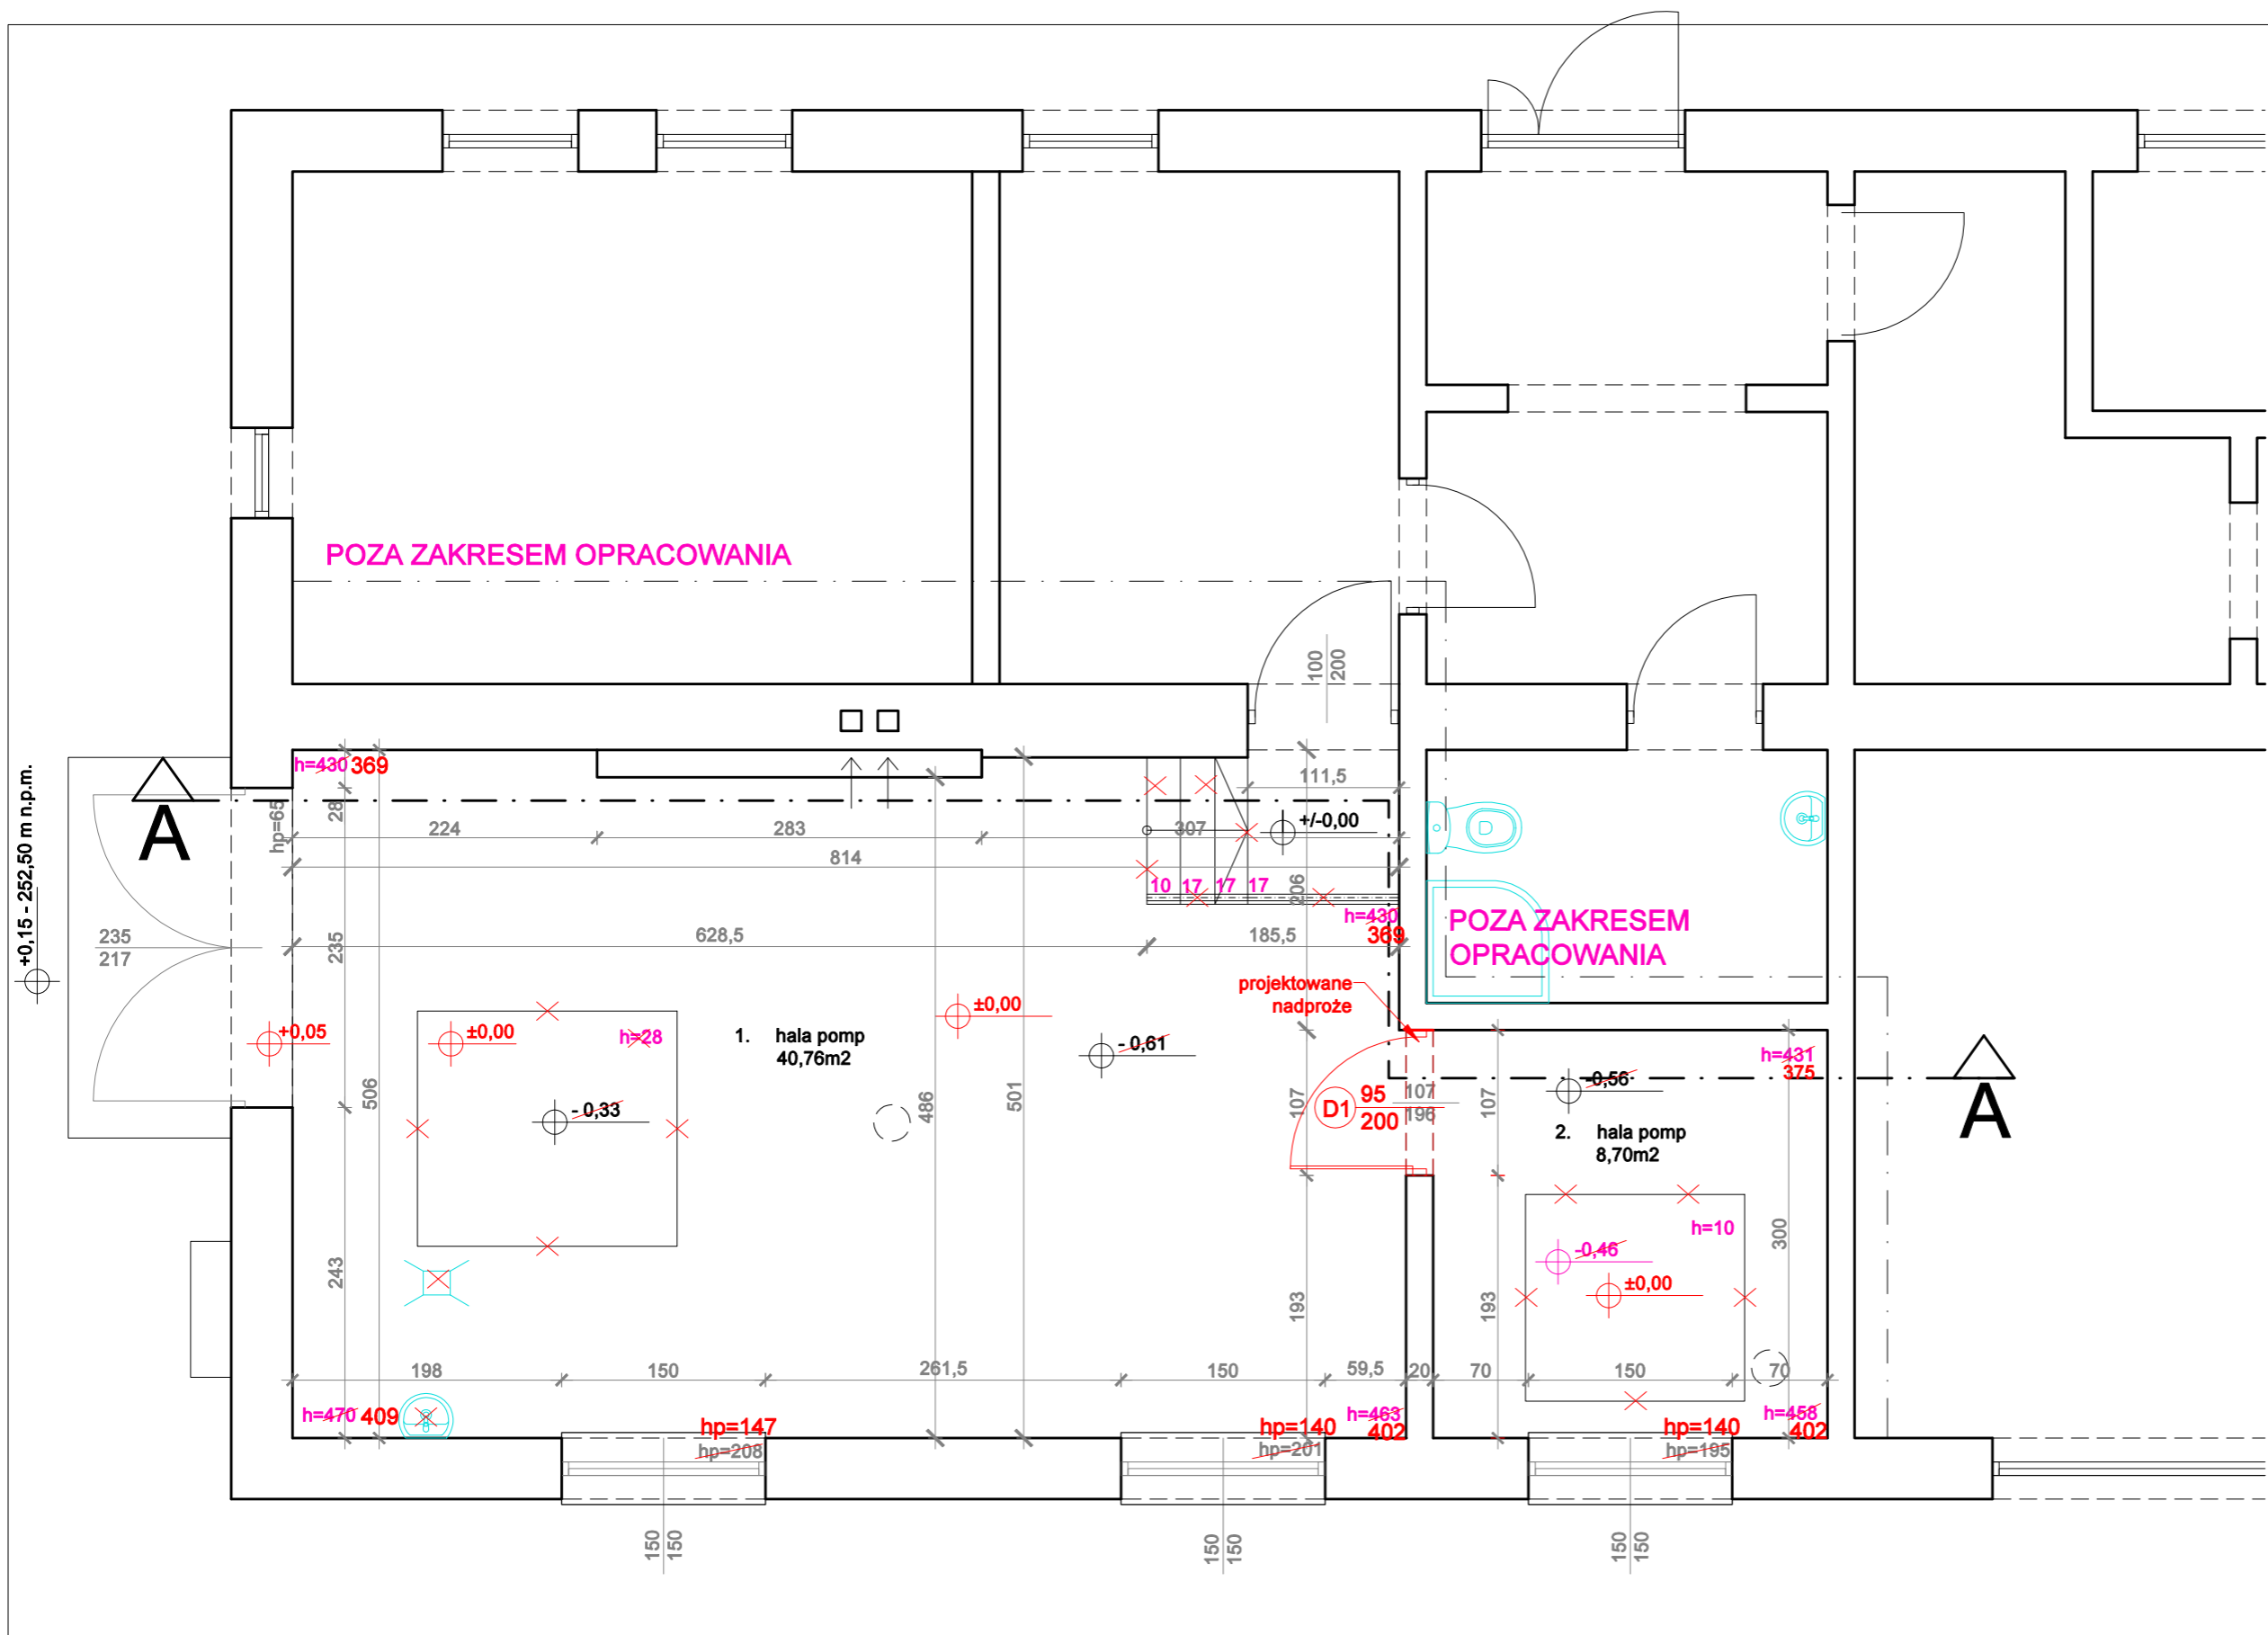 POZA ZAKRESEM OPRACOWANIA
100
200
h=430 369
28
hp=65
111,5
+/-0,00
224
283
307
814
A
+0,15 - 252,50 m n.p.m.
10 17 17 17
206
h=430
369
POZA ZAKRESEM
OPRACOWANIA
235
217
235
628,5
185,5
projektowane
nadproże
+0,05
±0,00
h=28
±0,00
1. hala pomp
40,76m2
- 0,61
h=431
375
506
- 0,33
486
501
107
D1
95
200
107
196
107
-0,56
2. hala pomp
8,70m2
A
h=10
300
-0,46
±0,00
243
193
193
198
150
261,5
150
59,5
20
70
150
70
h=470 409
hp=147
hp=208
hp=140
hp=201
h=463
402
hp=140
hp=195
h=458
402
150
150
150
150
150
150